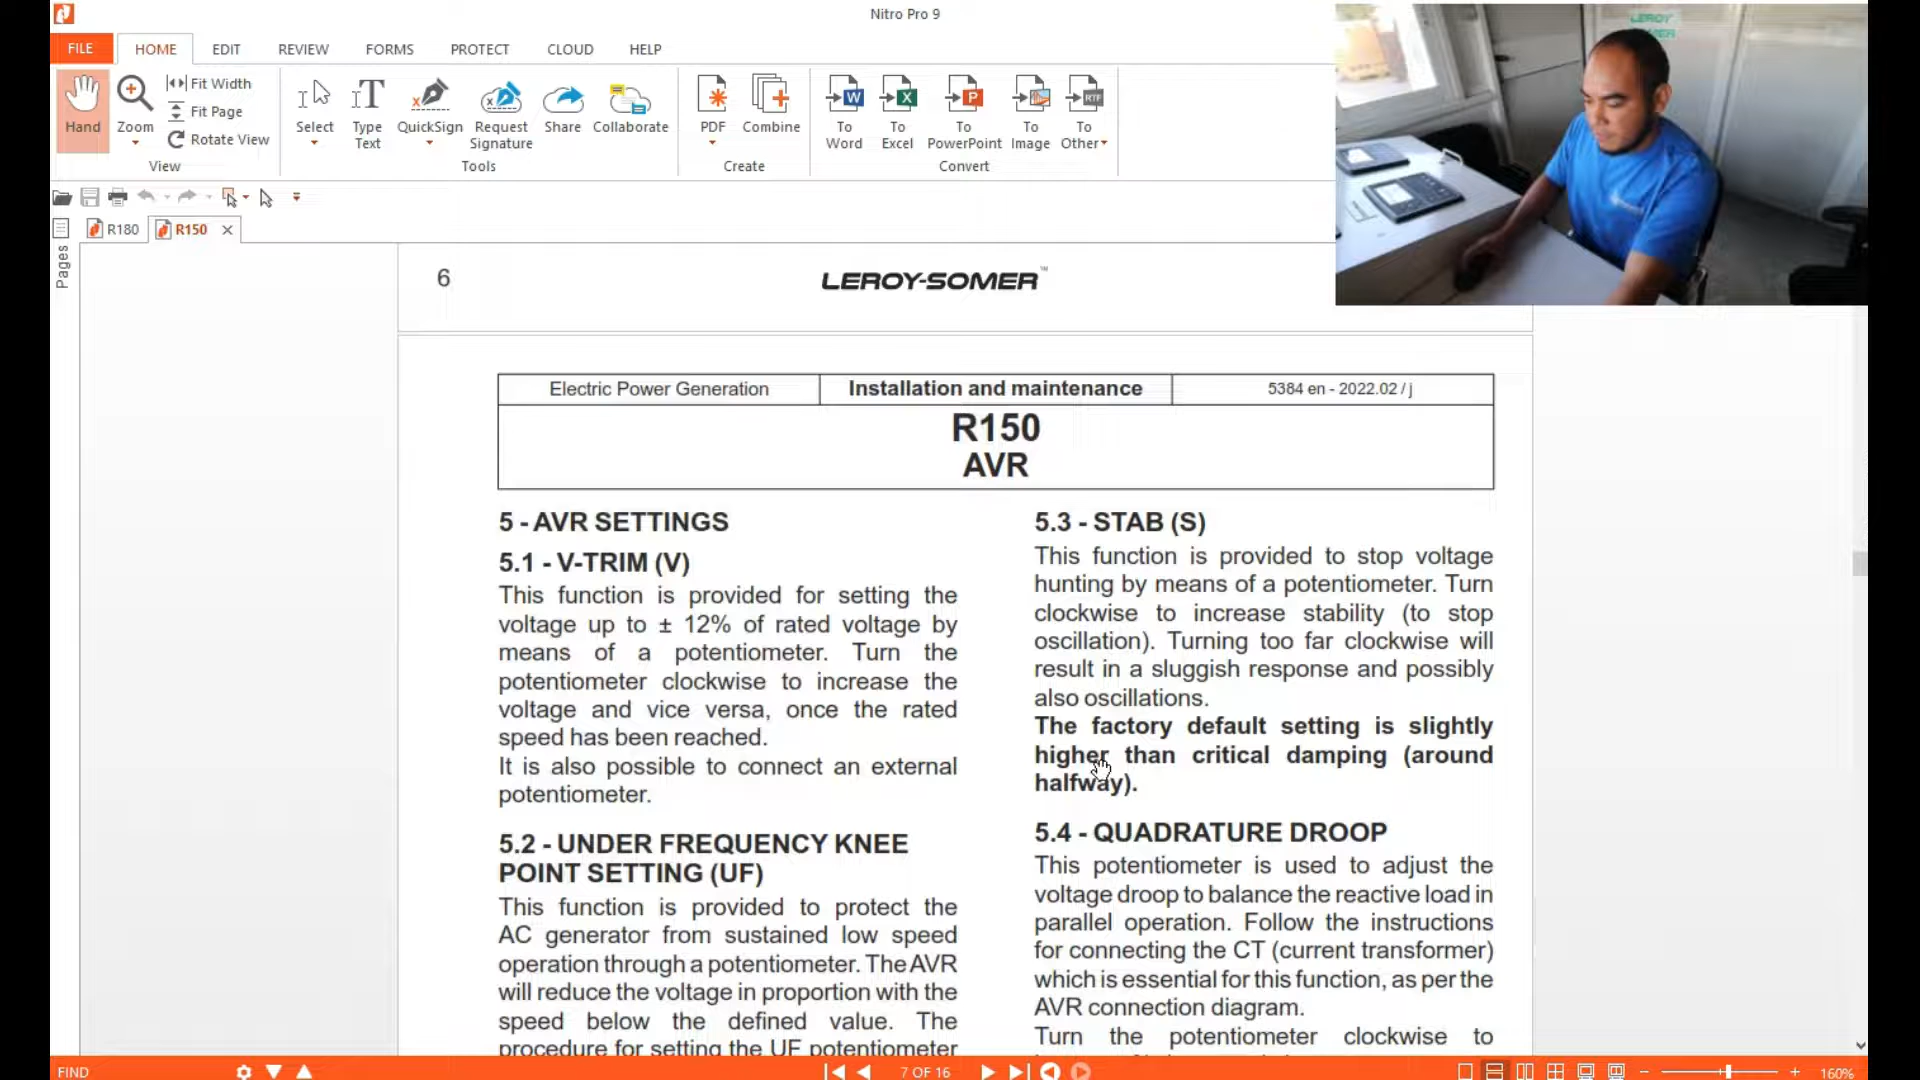 Nitro Pro 9
FILE
HOME
EDIT
REVIEW
FORMS
PROTECT
CLOUD
HELP
Hand
Zoom
Fit Width
Fit Page
Rotate View
View
Select
Type Text
QuickSign
Request Signature
Share
Collaborate
Tools
PDF
Combine
Create
To Word
To Excel
To PowerPoint
To Image
To Other
Convert
LEROY
SOMER
R180
R150
Pages
6
LEROY-SOMER™
Electric Power Generation
Installation and maintenance
5384 en - 2022.02 / j
R150
AVR
5 - AVR SETTINGS
5.1 - V-TRIM (V)
This function is provided for setting the
voltage up to ± 12% of rated voltage by
means of a potentiometer. Turn the
potentiometer clockwise to increase the
voltage and vice versa, once the rated
speed has been reached.
It is also possible to connect an external
potentiometer.
5.2 - UNDER FREQUENCY KNEE
POINT SETTING (UF)
This function is provided to protect the
AC generator from sustained low speed
operation through a potentiometer. The AVR
will reduce the voltage in proportion with the
speed below the defined value. The
procedure for setting the UF potentiometer
5.3 - STAB (S)
This function is provided to stop voltage
hunting by means of a potentiometer. Turn
clockwise to increase stability (to stop
oscillation). Turning too far clockwise will
result in a sluggish response and possibly
also oscillations.
The factory default setting is slightly
higher than critical damping (around
halfway).
5.4 - QUADRATURE DROOP
This potentiometer is used to adjust the
voltage droop to balance the reactive load in
parallel operation. Follow the instructions
for connecting the CT (current transformer)
which is essential for this function, as per the
AVR connection diagram.
Turn the potentiometer clockwise to
FIND
7 OF 16
160%